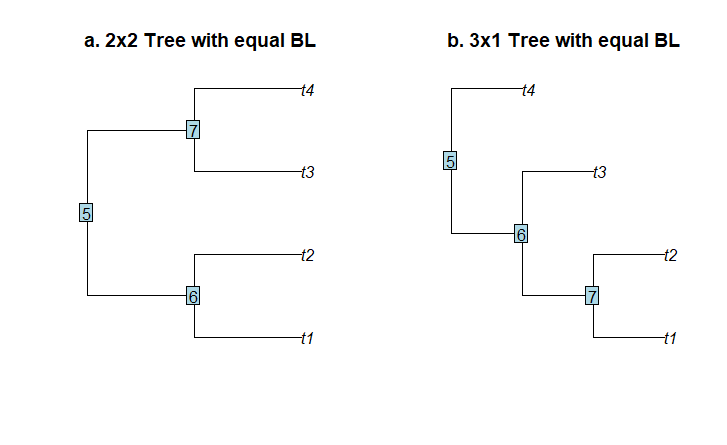 a. 2x2 Tree with equal BL
t4
7
t3
5
t2
6
t1
b. 3x1 Tree with equal BL
t4
5
t3
6
t2
7
t1